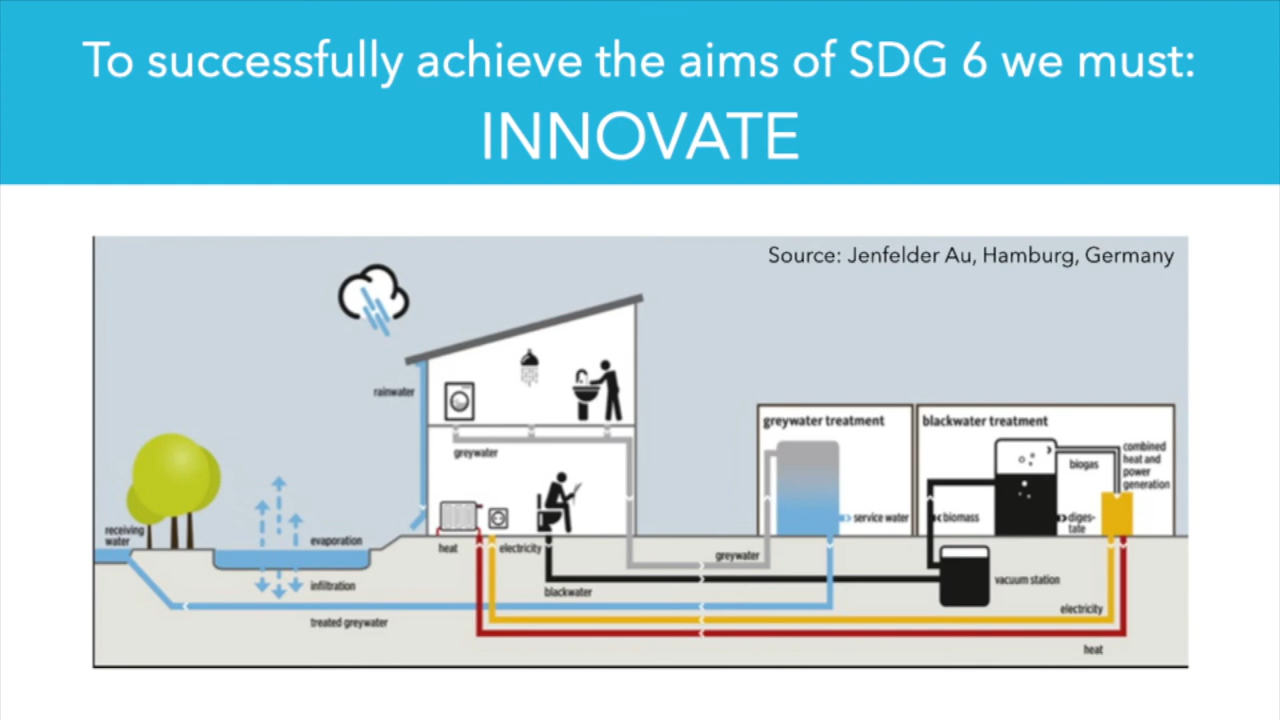 To successfully achieve the aims of SDG 6 we must:
INNOVATE
Source: Jenfelder Au, Hamburg, Germany
rainwater
greywater treatment
blackwater treatment
combined
heat and
power
generation
biogas
greywater
service water
biomass
diges-
tate
receiving
water
evaporation
heat
electricity
greywater
infiltration
blackwater
vacuum station
treated greywater
electricity
heat